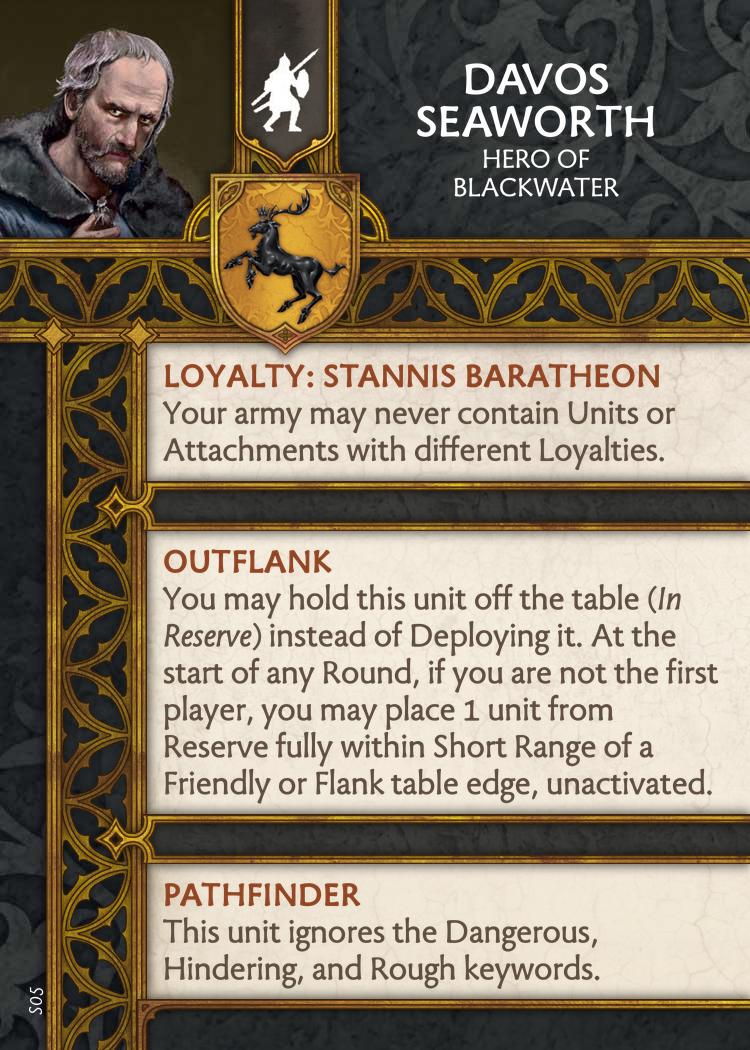 DAVOS
SEAWORTH
HERO OF
BLACKWATER
LOYALTY: STANNIS BARATHEON
Your army may never contain Units or
Attachments with different Loyalties.
OUTFLANK
You may hold this unit off the table (In
Reserve) instead of Deploying it. At the
start of any Round, if you are not the first
player, you may place 1 unit from
Reserve fully within Short Range of a
Friendly or Flank table edge, unactivated.
PATHFINDER
This unit ignores the Dangerous,
Hindering, and Rough keywords.
S05